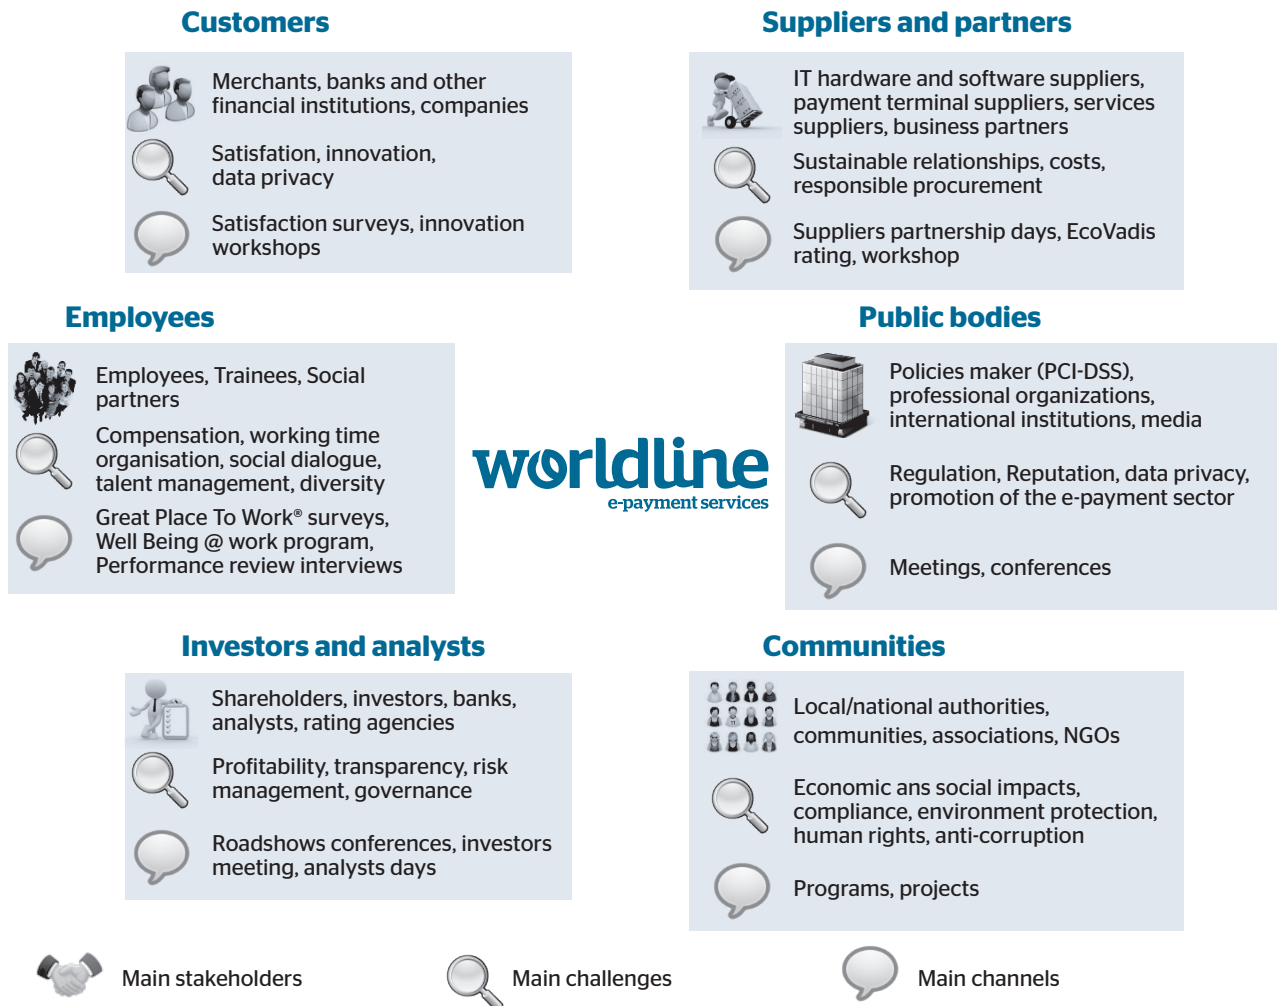 Customers
Merchants, banks and other
financial institutions, companies
Satisfation, innovation,
data privacy
Satisfaction surveys, innovation
workshops
Suppliers and partners
IT hardware and software suppliers,
payment terminal suppliers, services
suppliers, business partners
Sustainable relationships, costs,
responsible procurement
Suppliers partnership days, EcoVadis
rating, workshop
Employees
Employees, Trainees, Social
partners
Compensation, working time
organisation, social dialogue,
talent management, diversity
Great Place To Work® surveys,
Well Being @ work program,
Performance review interviews
worldline
e-payment services
Public bodies
Policies maker (PCI-DSS),
professional organizations,
international institutions, media
Regulation, Reputation, data privacy,
promotion of the e-payment sector
Meetings, conferences
Investors and analysts
Shareholders, investors, banks,
analysts, rating agencies
Profitability, transparency, risk
management, governance
Roadshows conferences, investors
meeting, analysts days
Communities
Local/national authorities,
communities, associations, NGOs
Economic ans social impacts,
compliance, environment protection,
human rights, anti-corruption
Programs, projects
Main stakeholders
Main challenges
Main channels